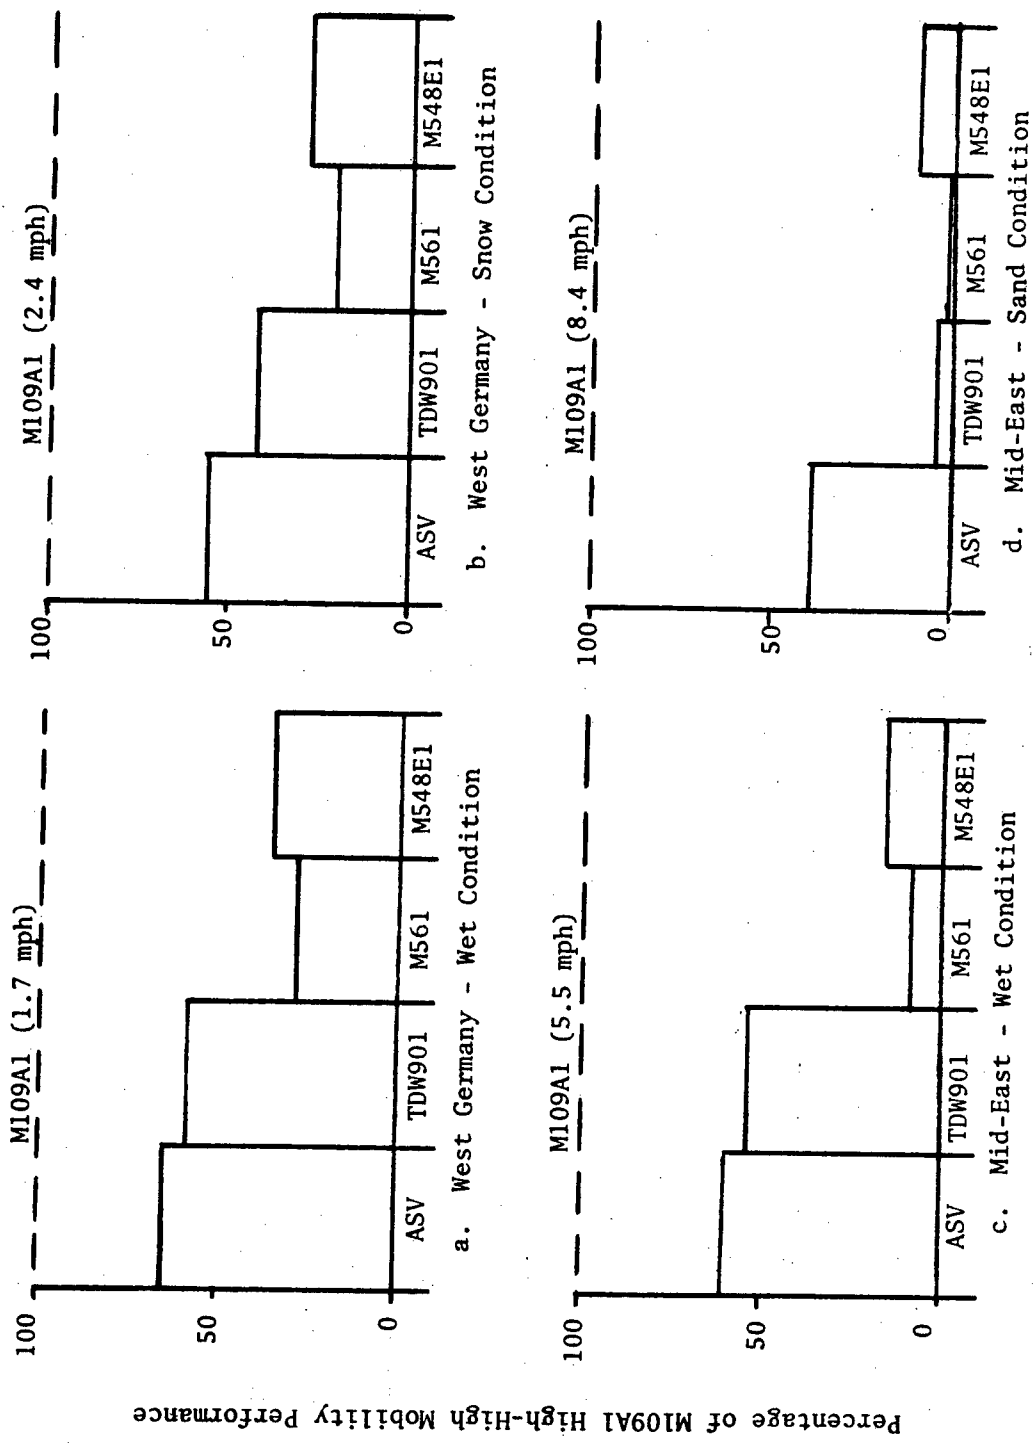 Percentage of M109A1 High-High Mobility Performance
M109A1 (1.7 mph)
100
50
0
ASV TDW901 M561 M548E1
a. West Germany - Wet Condition
M109A1 (2.4 mph)
100
50
0
ASV TDW901 M561 M548E1
b. West Germany - Snow Condition
M109A1 (5.5 mph)
100
50
0
ASV TDW901 M561 M548E1
c. Mid-East - Wet Condition
M109A1 (8.4 mph)
100
50
0
ASV TDW901 M561 M548E1
d. Mid-East - Sand Condition